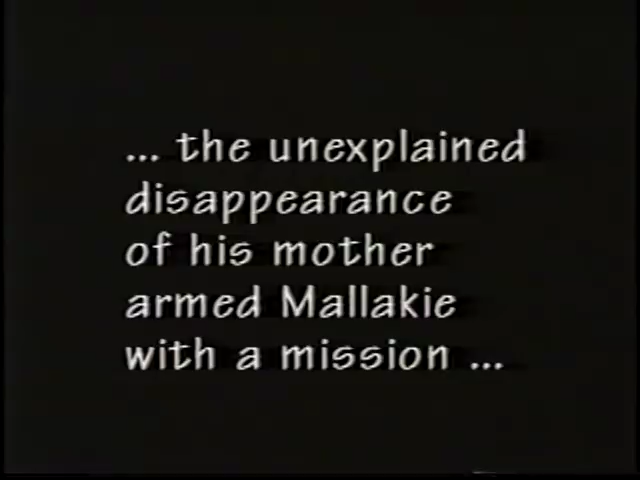 ... the unexplained
disappearance
of his mother
armed Mallakie
with a mission ...